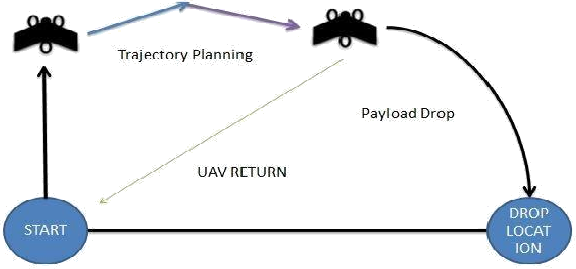 Trajectory Planning
Payload Drop
UAV RETURN
START
DROP
LOCAT
ION